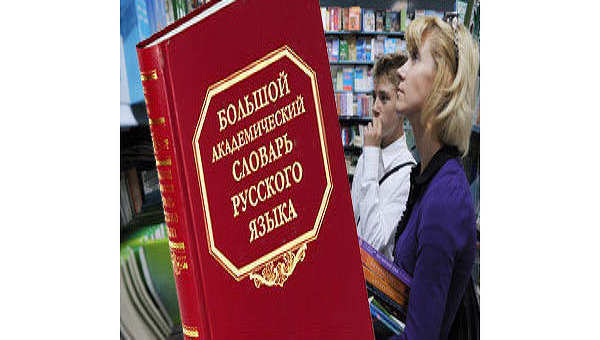 БОЛЬШОЙ
АКАДЕМИЧЕСКИЙ
СЛОВАРЬ
РУССКОГО
ЯЗЫКА